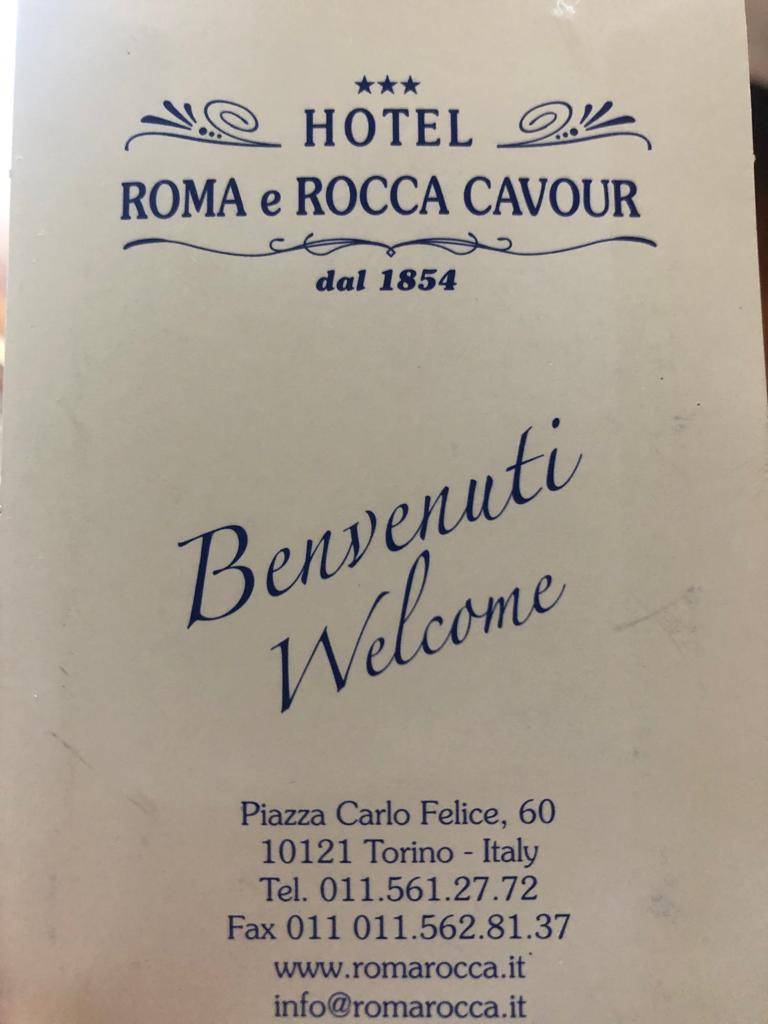 ★★★
HOTEL
ROMA e ROCCA CAVOUR
dal 1854
Benvenuti
Welcome
Piazza Carlo Felice, 60
10121 Torino - Italy
Tel. 011.561.27.72
Fax 011 011.562.81.37
www.romarocca.it
info@romarocca.it